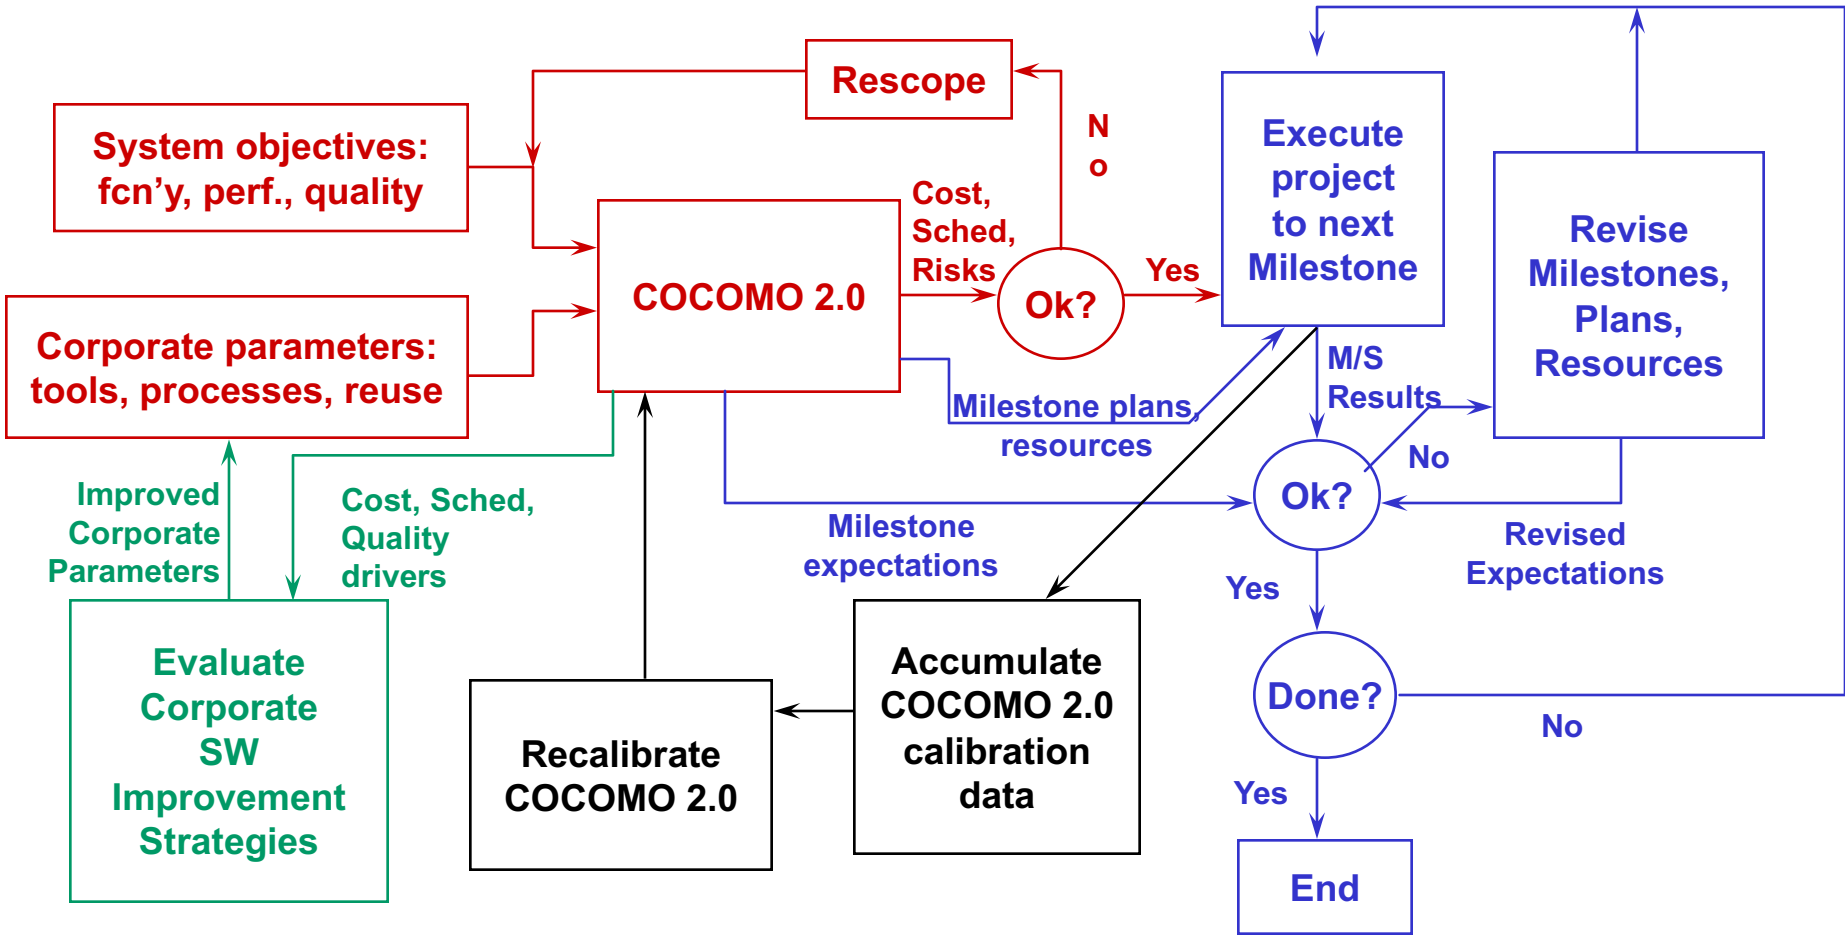 Rescope
System objectives:
fcn'y, perf., quality
N
o
Cost,
Sched,
Risks
COCOMO 2.0
Ok?
Yes
Corporate parameters:
tools, processes, reuse
Execute
project
to next
Milestone
Revise
Milestones,
Plans,
Resources
M/S
Results
Milestone plans,
resources
No
Ok?
Improved
Corporate
Parameters
Cost, Sched,
Quality
drivers
Milestone
expectations
Revised
Expectations
Yes
Evaluate
Corporate
SW
Improvement
Strategies
Recalibrate
COCOMO 2.0
Accumulate
COCOMO 2.0
calibration
data
Done?
No
Yes
End